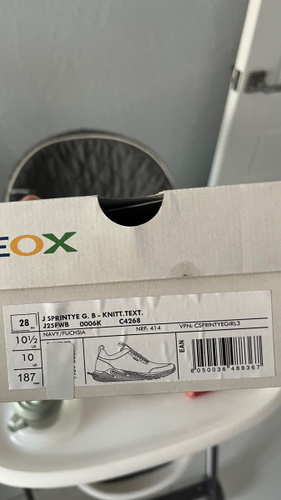 EOX
28
J SPRINTYE G. B - KNITT.TEXT.
J25FWB 0006K C4268
NAVY/FUCHSIA NRF: 414 VPN: CSPRINTYEGIRL3
10½
10
187
EAN
8050036488367